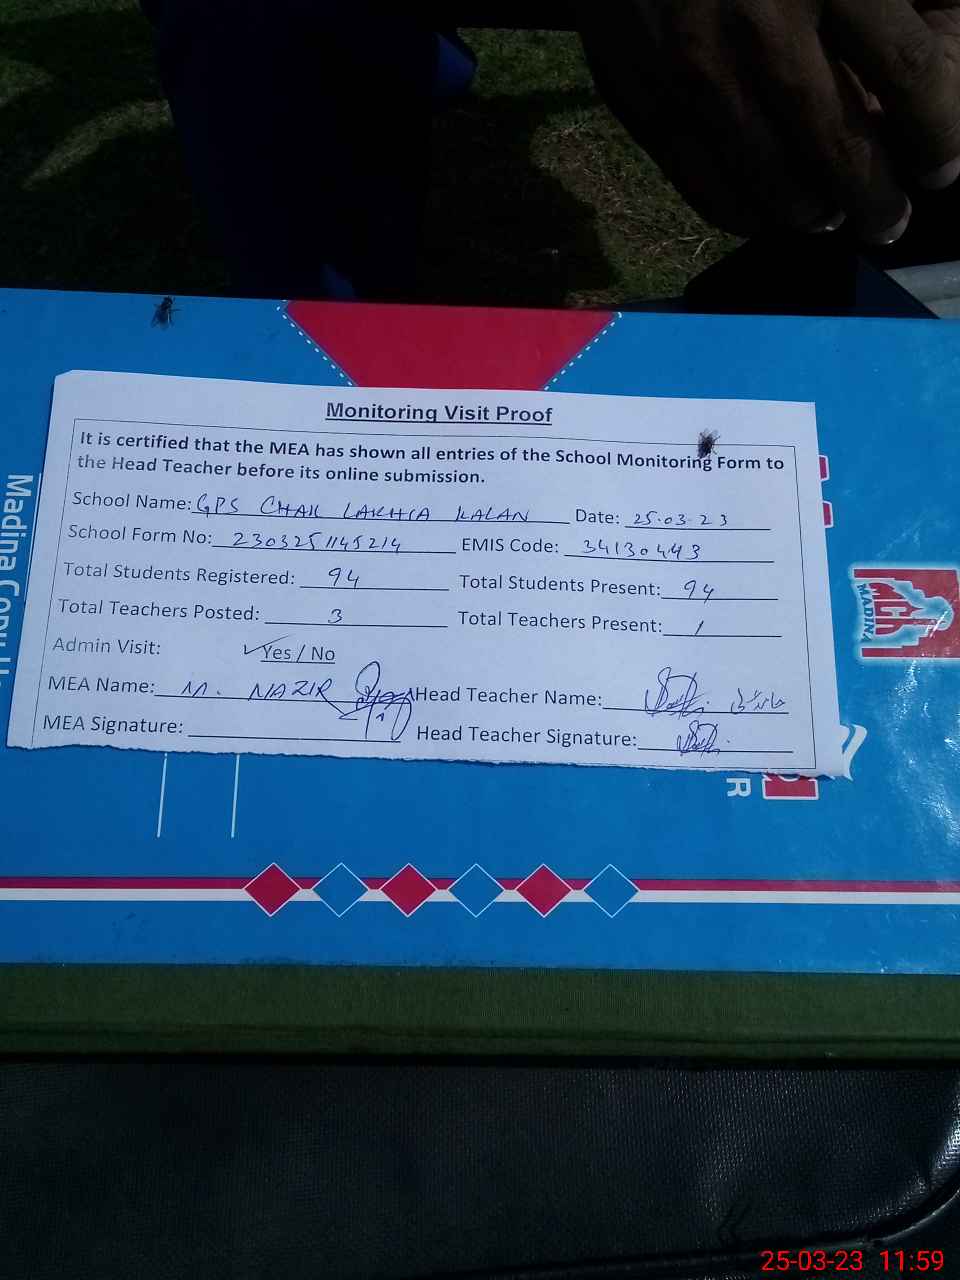 Monitoring Visit Proof
It is certified that the MEA has shown all entries of the School Monitoring Form to
the Head Teacher before its online submission.
School Name: GPS CHAK LAKHIA KALAN Date: 25.03.23
School Form No: 2303251145214 EMIS Code: 34130443
Total Students Registered: 94 Total Students Present: 94
Total Teachers Posted: 3 Total Teachers Present: 1
Admin Visit: Yes / No
MEA Name: M. NAZIR Head Teacher Name:
MEA Signature: Head Teacher Signature:
Madina Copy
MCH
MADINA
R
25-03-23 11:59